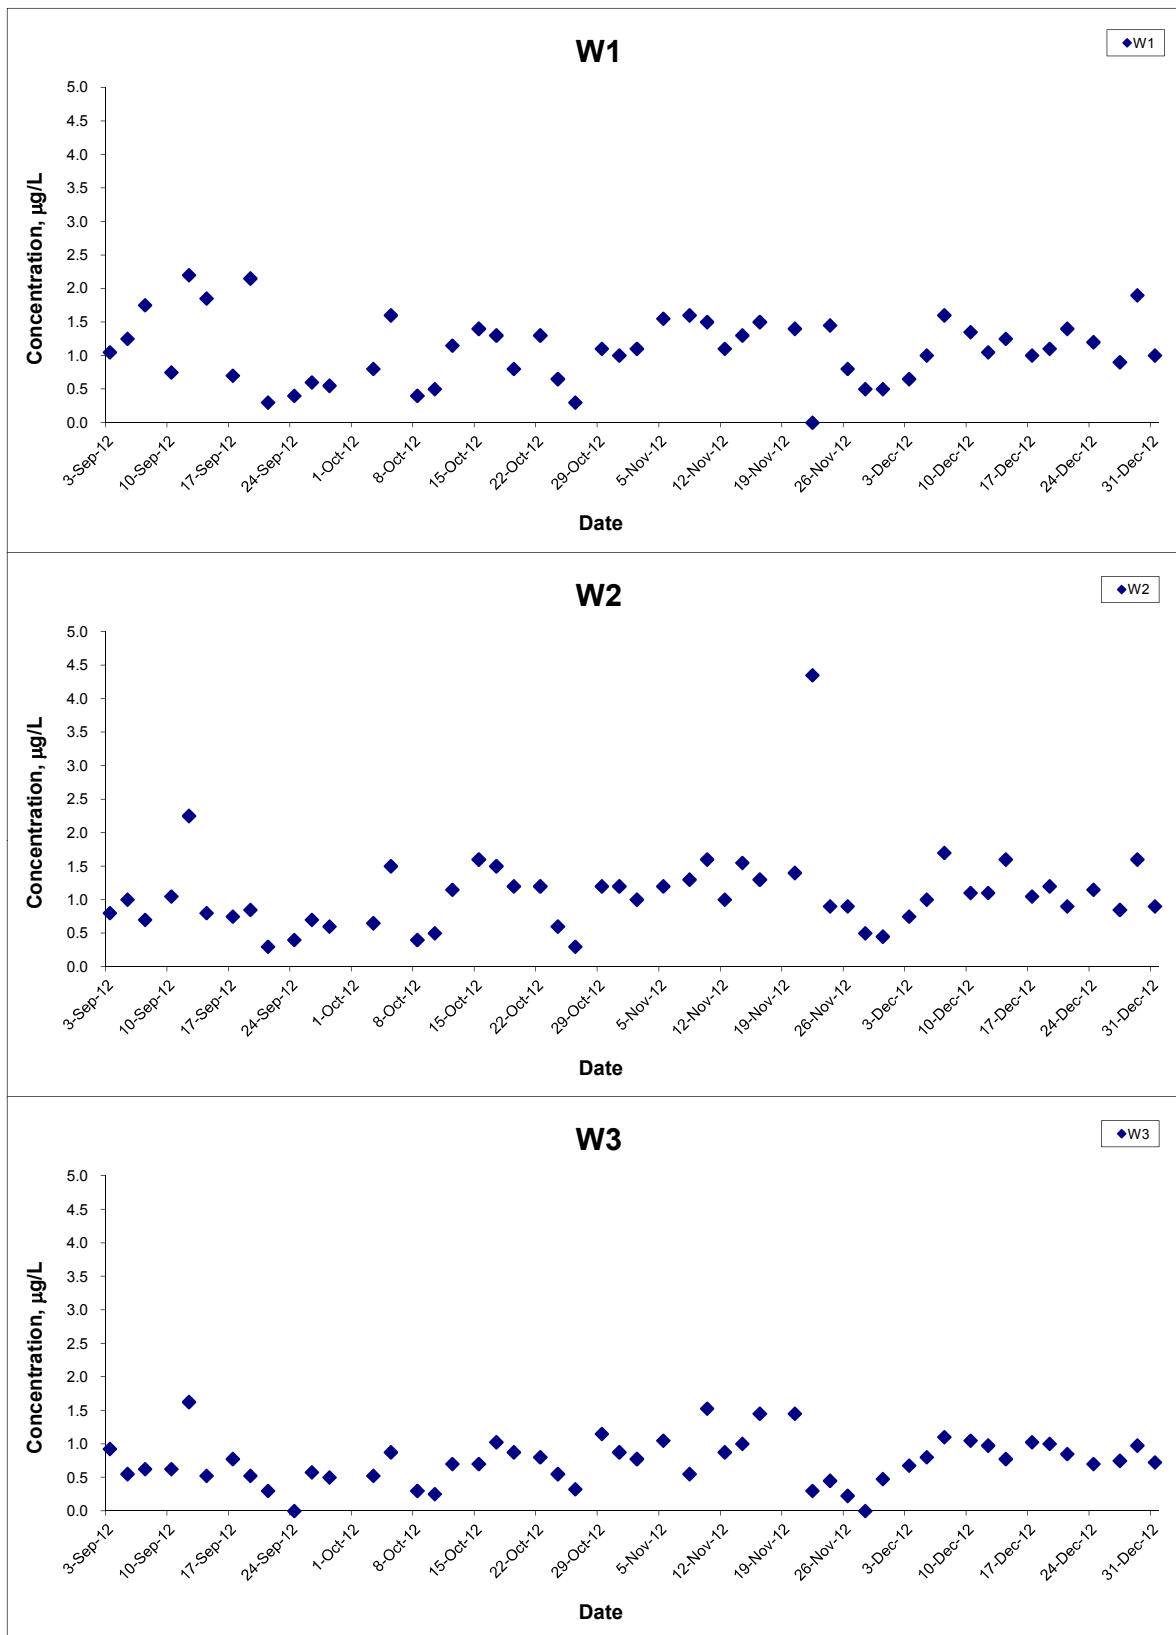 W1
W1
5.0
4.5
4.0
3.5
3.0
2.5
2.0
1.5
1.0
0.5
0.0
Concentration, µg/L
3-Sep-12
10-Sep-12
17-Sep-12
24-Sep-12
1-Oct-12
8-Oct-12
15-Oct-12
22-Oct-12
29-Oct-12
5-Nov-12
12-Nov-12
19-Nov-12
26-Nov-12
3-Dec-12
10-Dec-12
17-Dec-12
24-Dec-12
31-Dec-12
Date
W2
W2
5.0
4.5
4.0
3.5
3.0
2.5
2.0
1.5
1.0
0.5
0.0
Concentration, µg/L
3-Sep-12
10-Sep-12
17-Sep-12
24-Sep-12
1-Oct-12
8-Oct-12
15-Oct-12
22-Oct-12
29-Oct-12
5-Nov-12
12-Nov-12
19-Nov-12
26-Nov-12
3-Dec-12
10-Dec-12
17-Dec-12
24-Dec-12
31-Dec-12
Date
W3
W3
5.0
4.5
4.0
3.5
3.0
2.5
2.0
1.5
1.0
0.5
0.0
Concentration, µg/L
3-Sep-12
10-Sep-12
17-Sep-12
24-Sep-12
1-Oct-12
8-Oct-12
15-Oct-12
22-Oct-12
29-Oct-12
5-Nov-12
12-Nov-12
19-Nov-12
26-Nov-12
3-Dec-12
10-Dec-12
17-Dec-12
24-Dec-12
31-Dec-12
Date